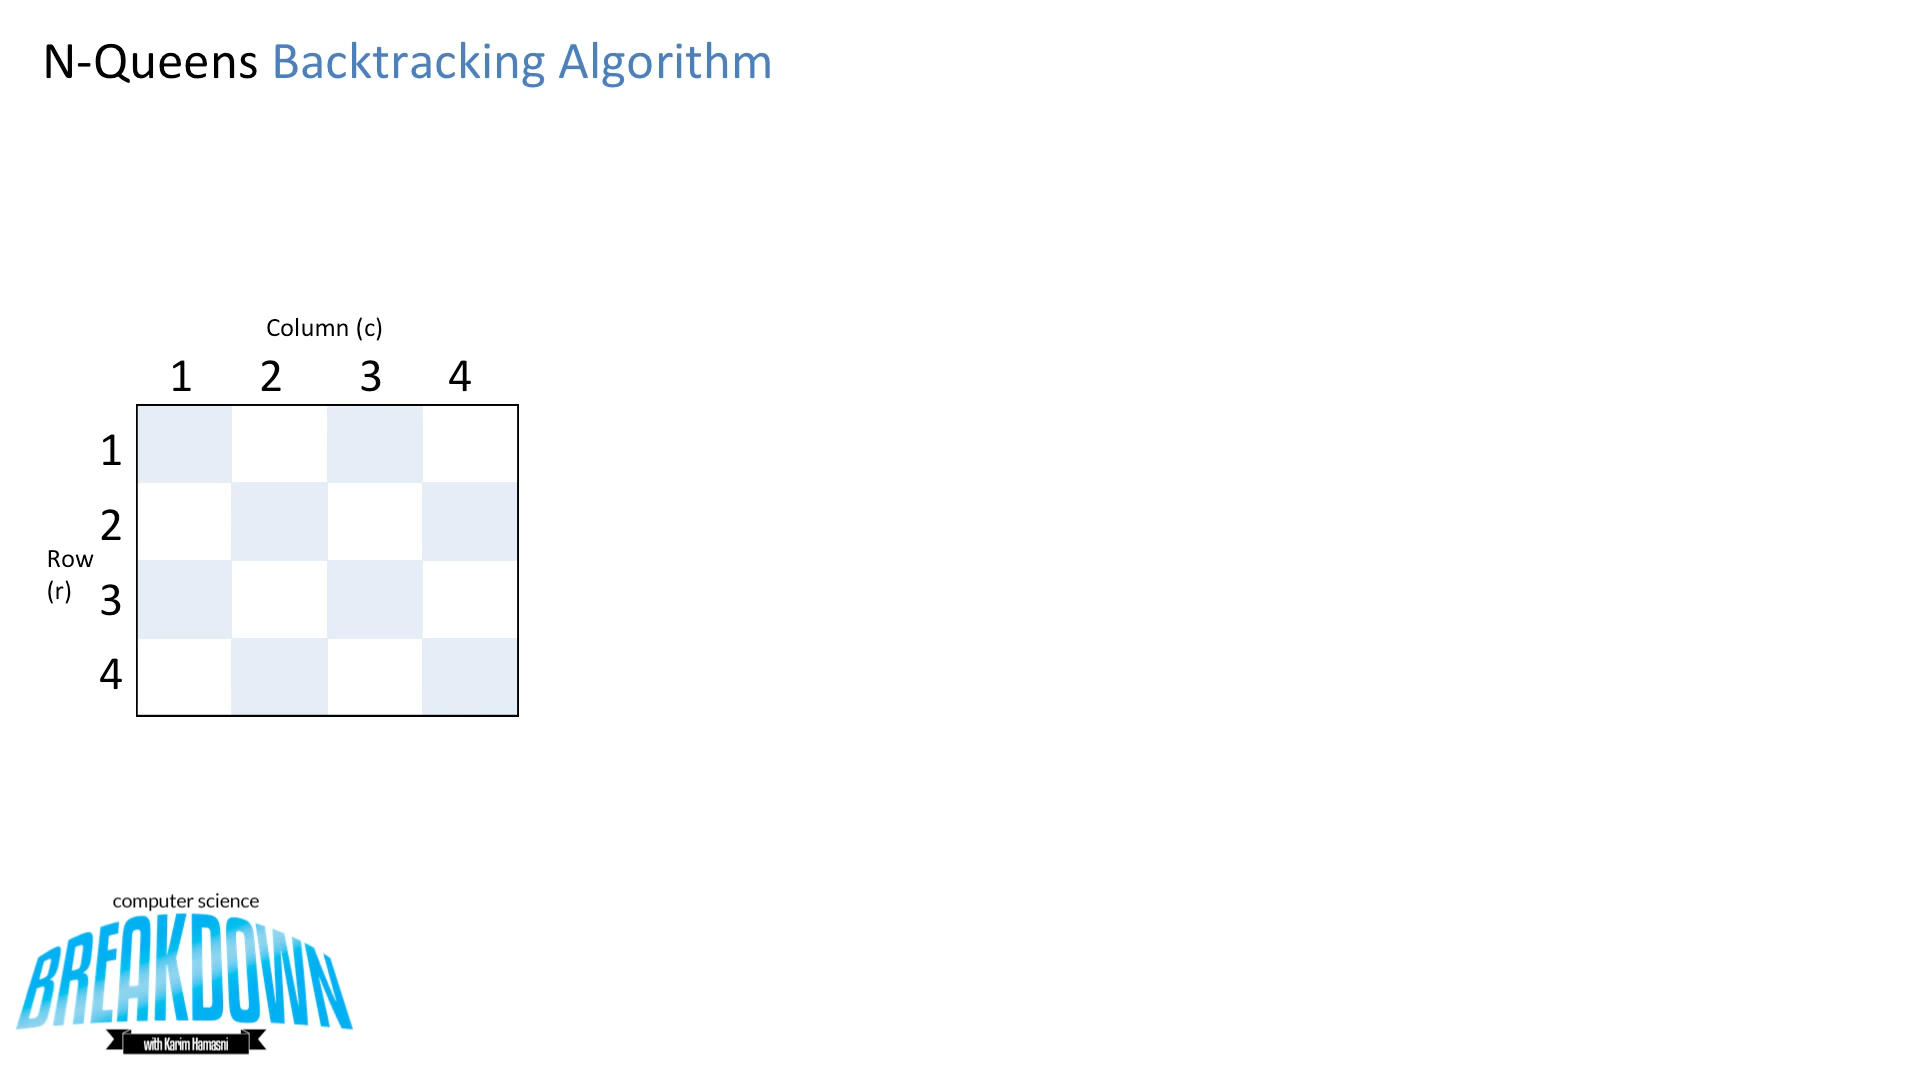 N-Queens Backtracking Algorithm
Column (c)
1 2 3 4
1
2
Row
(r)
3
4
computer science
BREAKDOWN
with Karim Hamasni